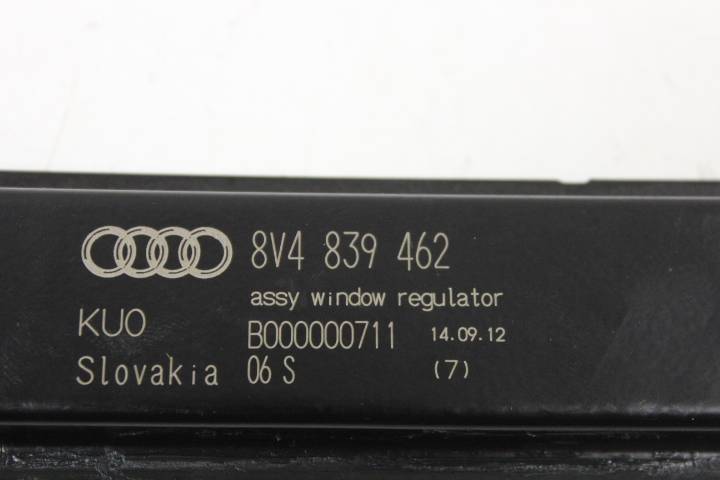 8V4 839 462
assy window regulator
KUO B000000711 14.09.12
Slovakia 06 S (7)